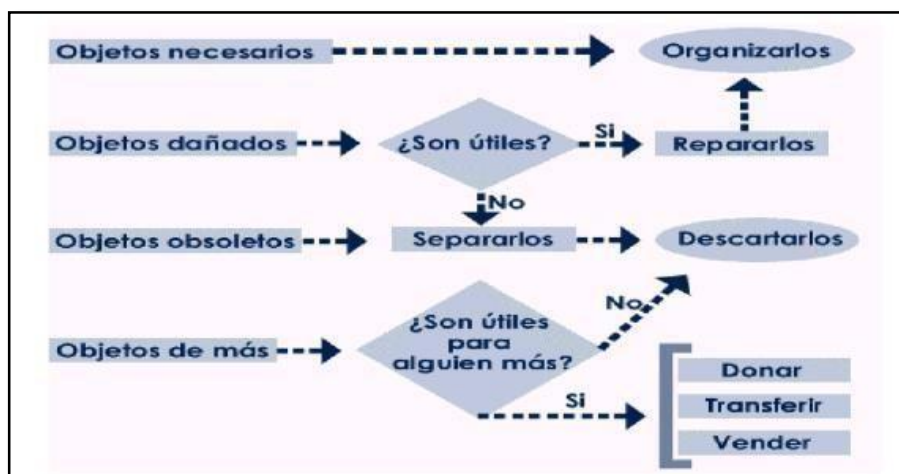 Objetos necesarios
Organizarlos
Objetos dañados
¿Son útiles?
Si
Repararlos
No
Objetos obsoletos
Separarlos
Descartarlos
Objetos de más
¿Son útiles
para
alguien más?
No
Si
Donar
Transferir
Vender